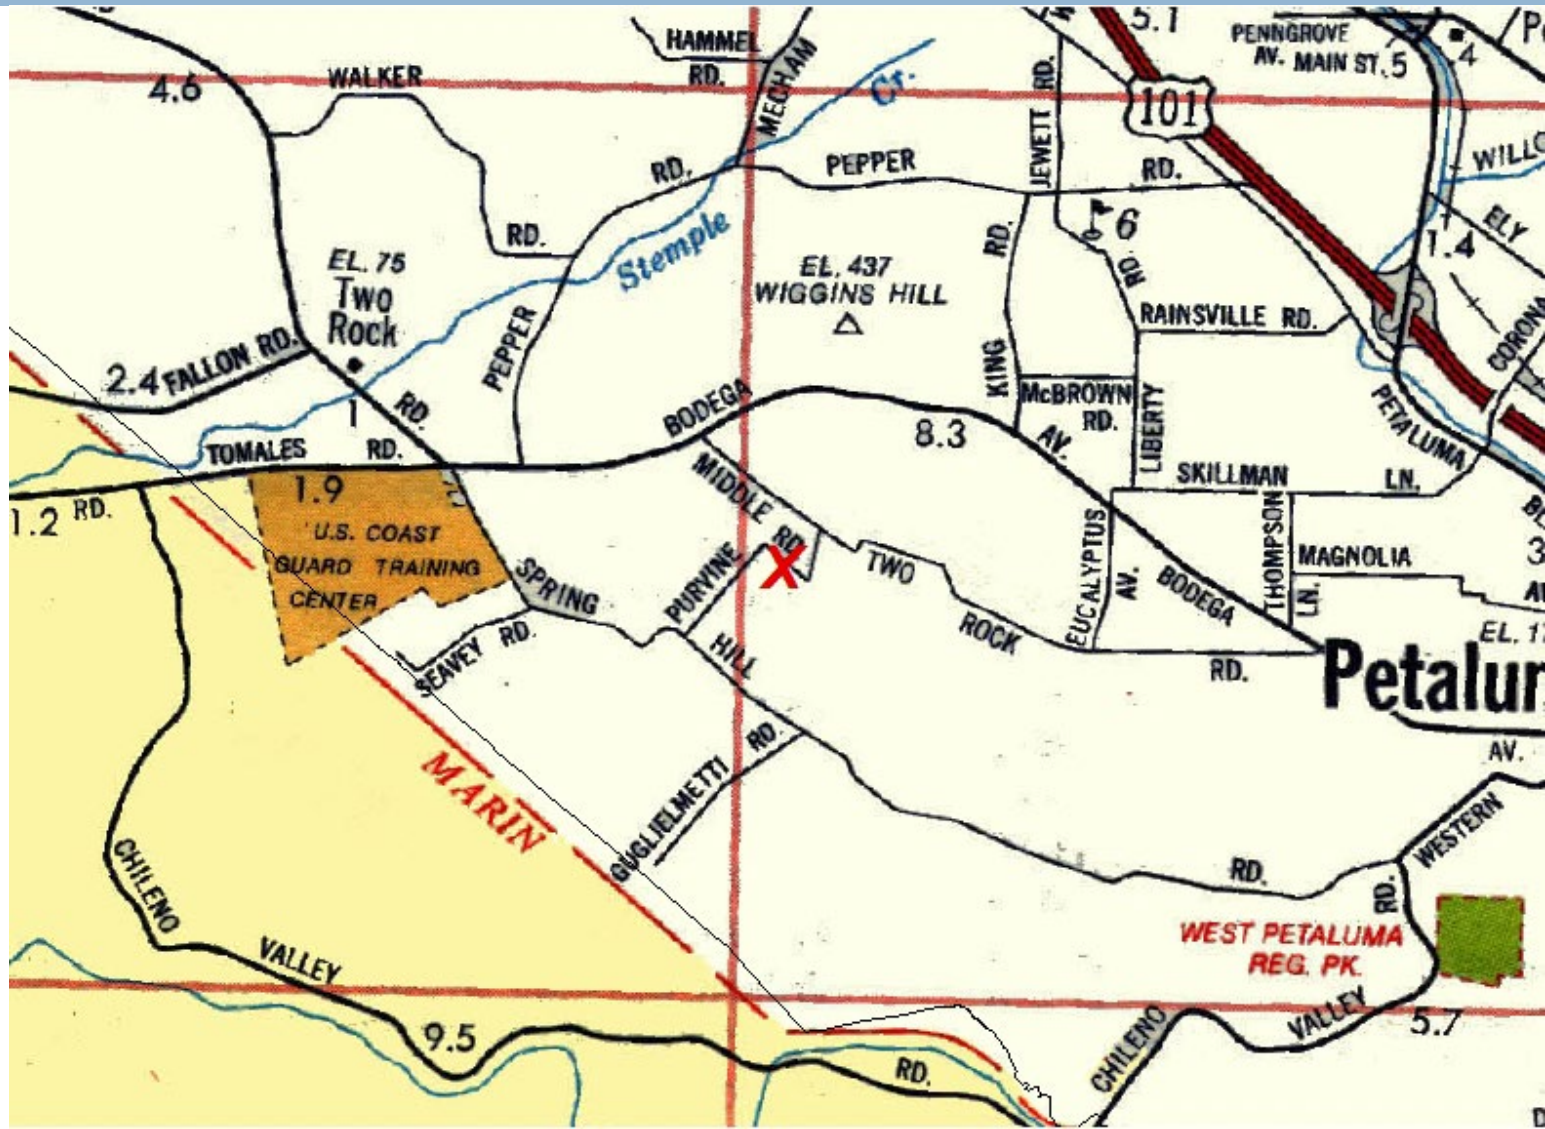 5.1
PENNGROVE
AV. MAIN ST. .5
.4
HAMMEL
RD.
MECHAM
Cr.
WALKER
4.6
101
JEWETT RD.
WILLO
RD.
PEPPER
RD.
ELY
1.4
6
RD.
Stemple
RD.
RD.
EL. 75
Two
Rock
EL. 437
WIGGINS HILL
RAINSVILLE RD.
CORONA
PEPPER
KING
2.4 FALLON RD.
1
RD.
BODEGA
McBROWN
RD.
LIBERTY
8.3
AV.
PETALUMA
TOMALES RD.
SKILLMAN LN.
1.9
1.2 RD.
MIDDLE RD.
U.S. COAST
GUARD TRAINING
CENTER
SPRING
PURVINE
X
TWO
ROCK
RD.
EUCALYPTUS
AV.
BODEGA
THOMPSON
LN.
MAGNOLIA
3
EL. 17
Petalur
SEAVEY RD.
HILL
AV.
MARIN
GUGLIELMETTI RD.
WESTERN
RD.
RD.
CHILENO
VALLEY
WEST PETALUMA
REG. PK.
9.5
RD.
CHILENO
VALLEY
5.7